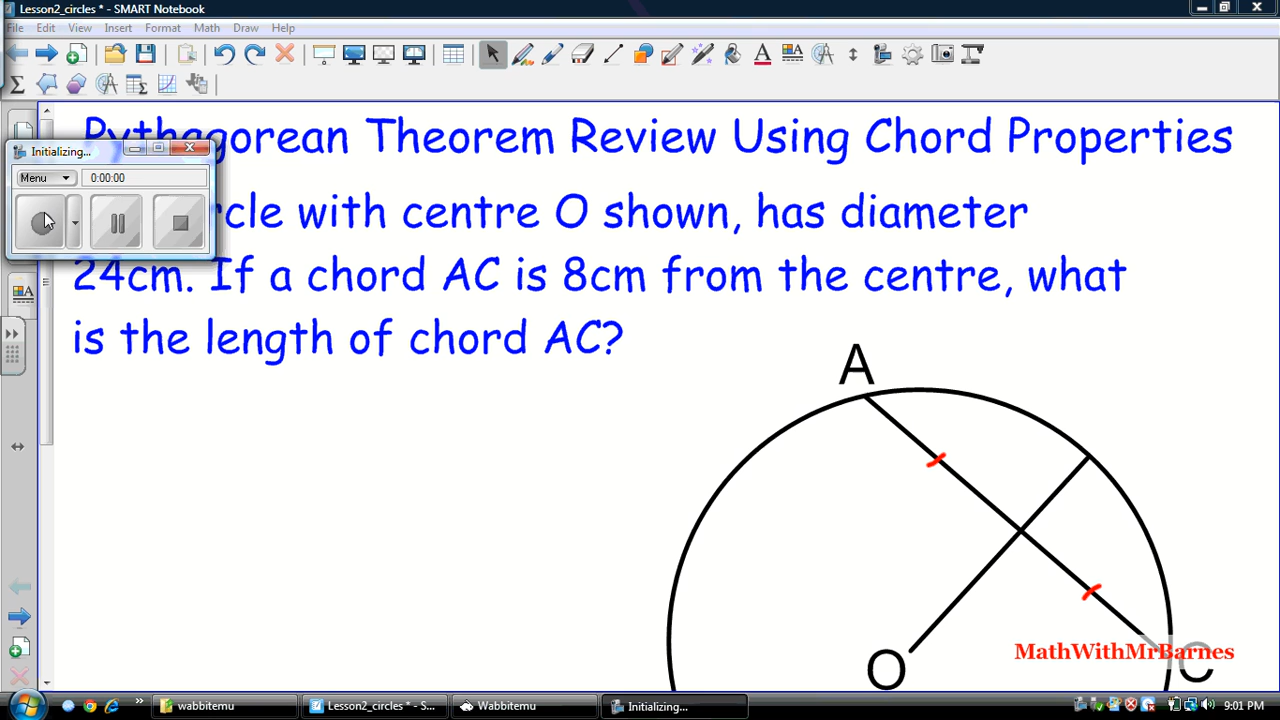 Lesson2_circles * - SMART Notebook
File Edit View Insert Format Math Draw Help
Pythagorean Theorem Review Using Chord Properties
Initializing...
Menu 0:00:00
with centre O shown, has diameter
24cm. If a chord AC is 8cm from the centre, what
is the length of chord AC?
A
O
C
MathWithMrBarnes
wabbitemu
Lesson2_circles * - S...
Wabbitemu
Initializing...
9:01 PM